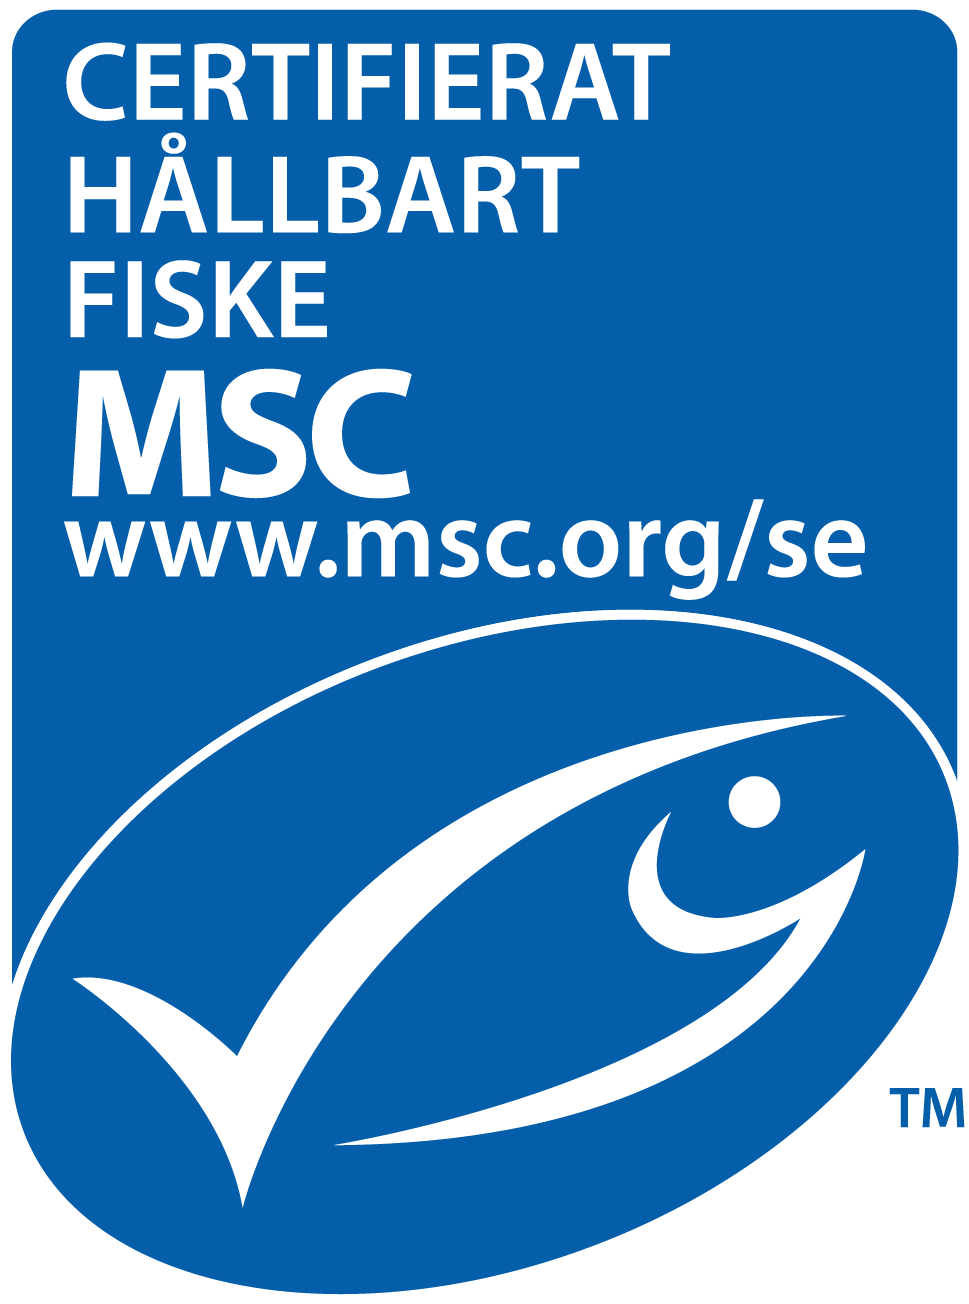 CERTIFIERAT
HÅLLBART
FISKE
MSC
www.msc.org/se
TM